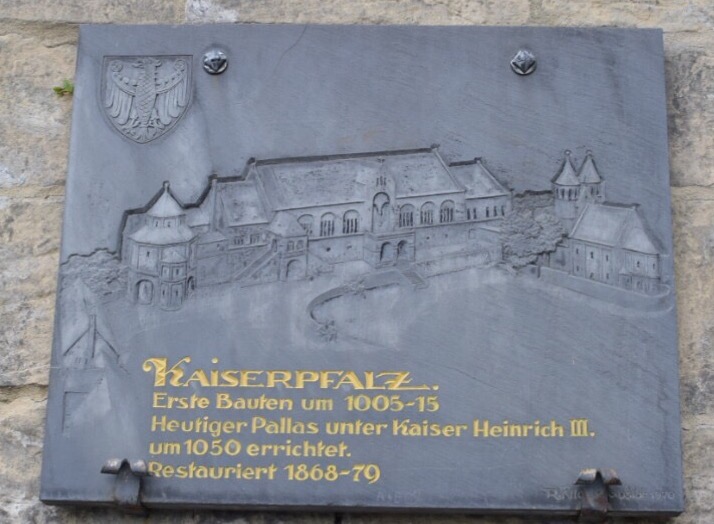 KAISERPFALZ.
Erste Bauten um 1005-15
Heutiger Pallas unter Kaiser Heinrich III.
um 1050 errichtet.
Restauriert 1868-79